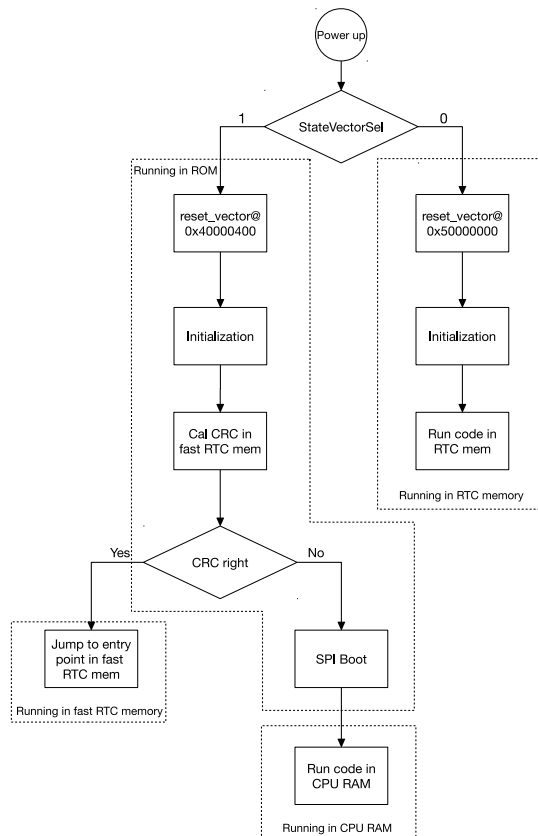 Power up
StateVectorSel
1
0
Running in ROM
reset_vector@
0x40000400
reset_vector@
0x50000000
Initialization
Initialization
Cal CRC in
fast RTC mem
Run code in
RTC mem
Running in RTC memory
Yes
CRC right
No
Jump to entry
point in fast
RTC mem
SPI Boot
Running in fast RTC memory
Run code in
CPU RAM
Running in CPU RAM